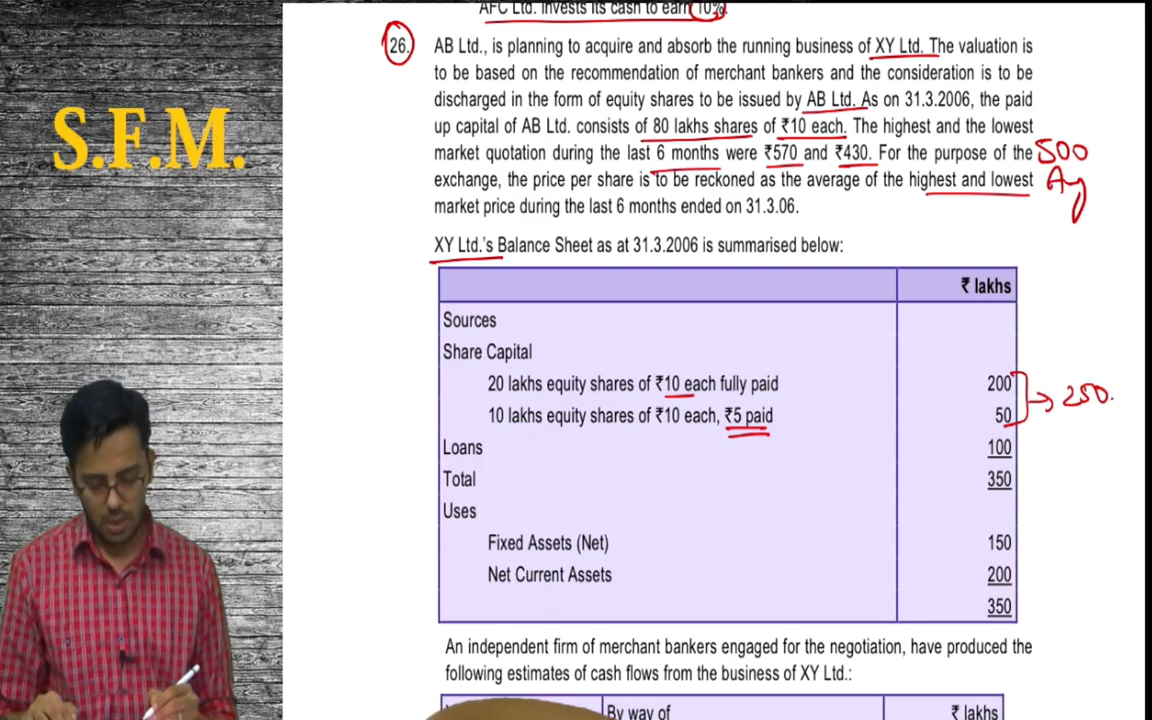 AFC Ltd. invests its cash to earn 10%.
S.F.M.
26. AB Ltd., is planning to acquire and absorb the running business of XY Ltd. The valuation is
to be based on the recommendation of merchant bankers and the consideration is to be
discharged in the form of equity shares to be issued by AB Ltd. As on 31.3.2006, the paid
up capital of AB Ltd. consists of 80 lakhs shares of ₹10 each. The highest and the lowest
market quotation during the last 6 months were ₹570 and ₹430. For the purpose of the 500
exchange, the price per share is to be reckoned as the average of the highest and lowest Avg
market price during the last 6 months ended on 31.3.06.
XY Ltd.'s Balance Sheet as at 31.3.2006 is summarised below:
₹ lakhs
Sources
Share Capital
20 lakhs equity shares of ₹10 each fully paid 200
10 lakhs equity shares of ₹10 each, ₹5 paid 50 → 250.
Loans 100
Total 350
Uses
Fixed Assets (Net) 150
Net Current Assets 200
350
An independent firm of merchant bankers engaged for the negotiation, have produced the
following estimates of cash flows from the business of XY Ltd.:
By way of ₹ lakhs